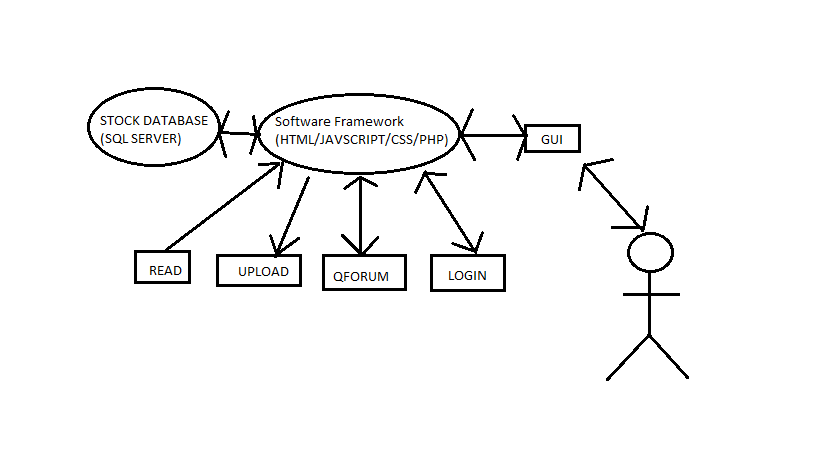 STOCK DATABASE
(SQL SERVER)
Software Framework
(HTML/JAVSCRIPT/CSS/PHP)
GUI
READ
UPLOAD
QFORUM
LOGIN